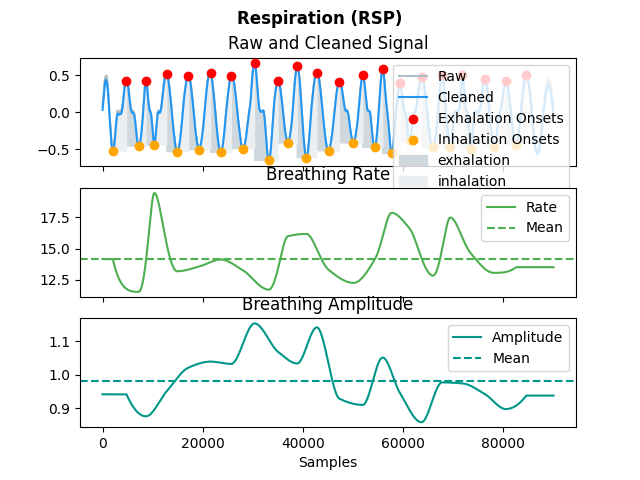 Respiration (RSP)
Raw and Cleaned Signal
0.5
0.0
−0.5
Raw
Cleaned
Exhalation Onsets
Inhalation Onsets
exhalation
inhalation
Breathing Rate
17.5
15.0
12.5
Rate
Mean
Breathing Amplitude
1.1
1.0
0.9
Amplitude
Mean
0 20000 40000 60000 80000
Samples